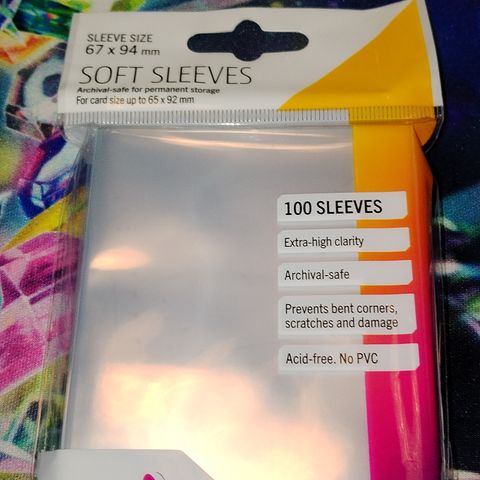 SLEEVE SIZE
67 x 94 mm
SOFT SLEEVES
Archival-safe for permanent storage
For card size up to 65 x 92 mm
100 SLEEVES
Extra-high clarity
Archival-safe
Prevents bent corners,
scratches and damage
Acid-free. No PVC